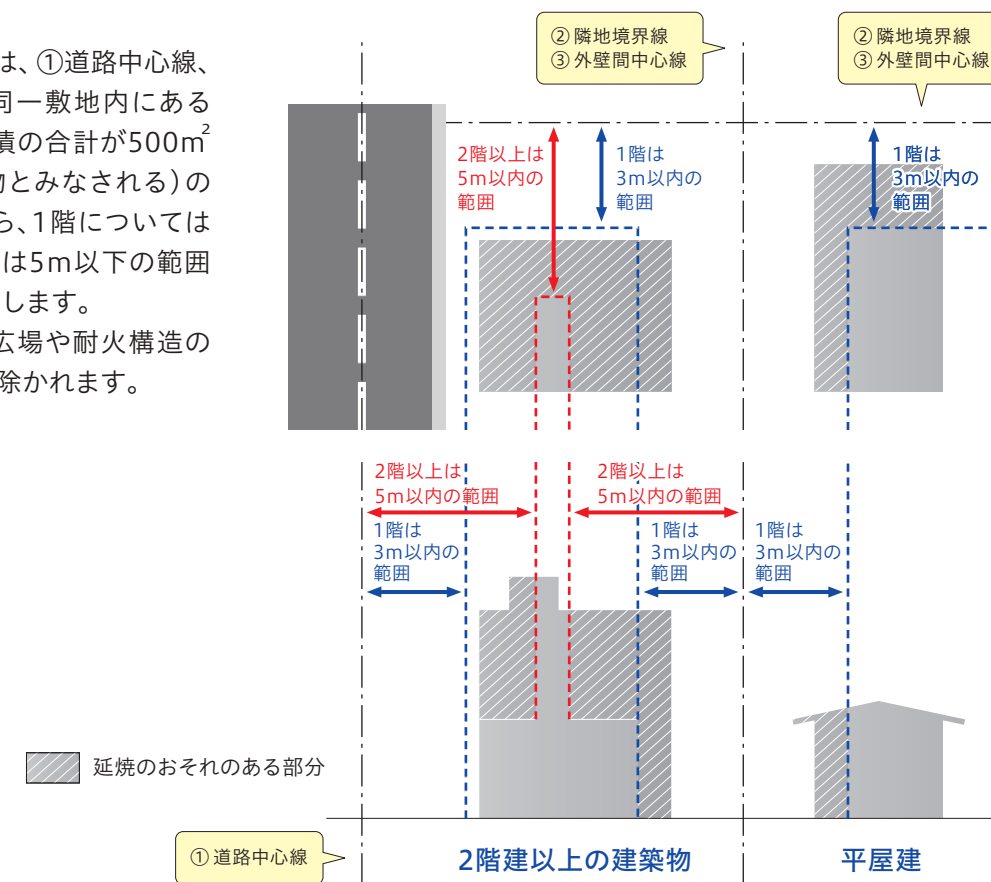 は、①道路中心線、
同一敷地内にある
積の合計が500m²
物とみなされる)の
ら、1階については
は5m以下の範囲
します。
広場や耐火構造の
除かれます。
② 隣地境界線
③ 外壁間中心線
② 隣地境界線
③ 外壁間中心線
2階以上は
5m以内の
範囲
1階は
3m以内の
範囲
1階は
3m以内の
範囲
2階以上は
5m以内の範囲
2階以上は
5m以内の範囲
1階は
3m以内の
範囲
1階は
3m以内の
範囲
1階は
3m以内の
範囲
延焼のおそれのある部分
① 道路中心線
2階建以上の建築物
平屋建